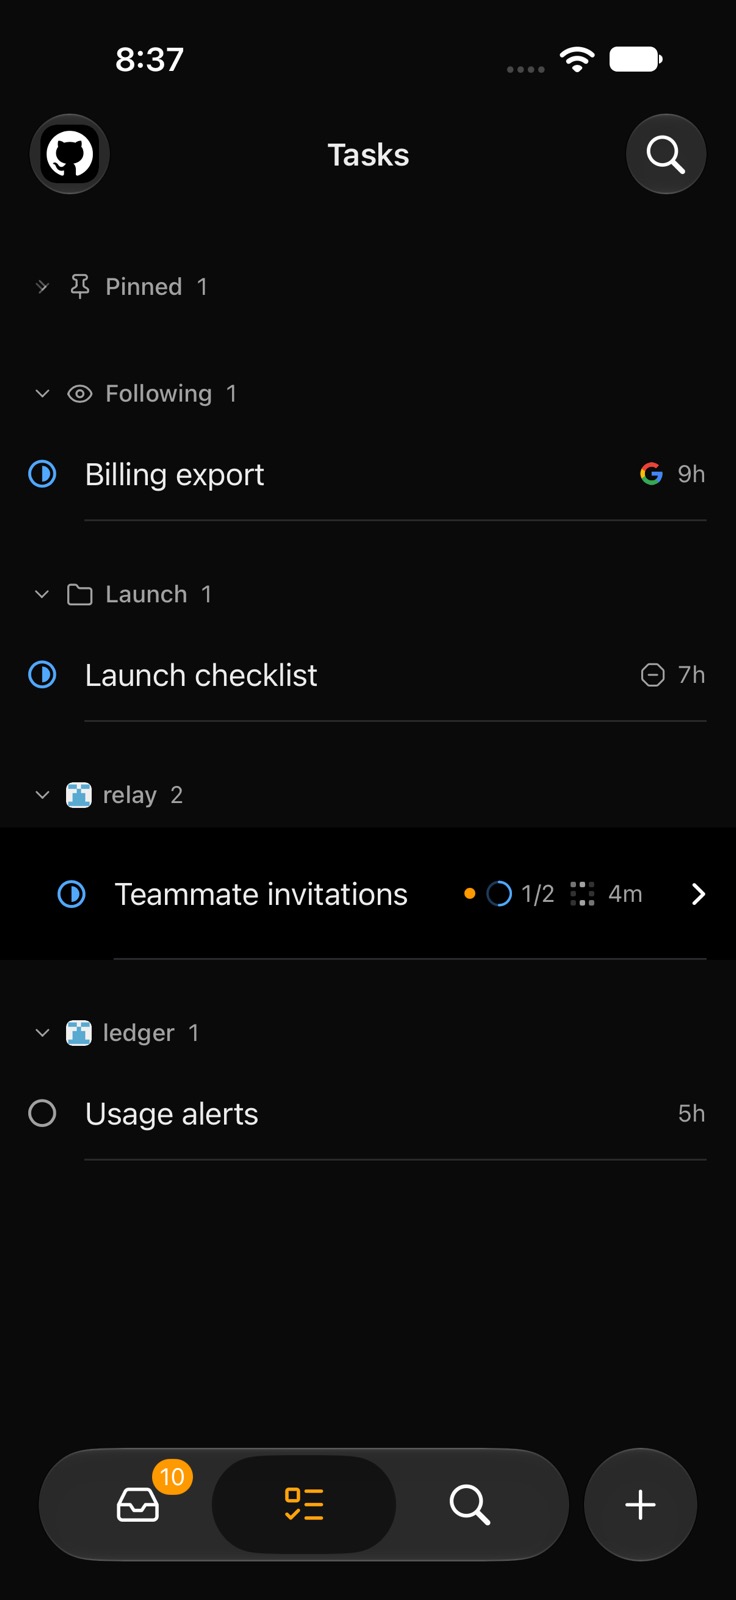 8:37
Tasks
Pinned 1
Following 1
Billing export 9h
Launch 1
Launch checklist 7h
relay 2
Teammate invitations 1/2 4m
ledger 1
Usage alerts 5h
10